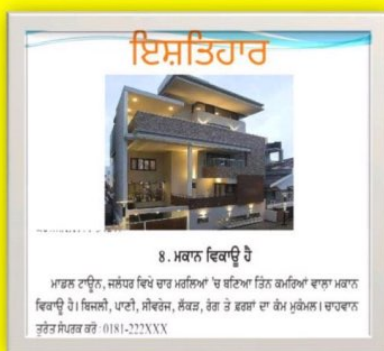 ਇਸ਼ਤਿਹਾਰ
੪. ਮਕਾਨ ਵਿਕਾਊ ਹੈ
ਮਾਡਲ ਟਾਊਨ, ਜਲੰਧਰ ਵਿਖੇ ਚਾਰ ਮਰਲਿਆਂ 'ਚ ਬਣਿਆ ਤਿੰਨ ਕਮਰਿਆਂ ਵਾਲਾ ਮਕਾਨ
ਵਿਕਾਊ ਹੈ। ਬਿਜਲੀ, ਪਾਣੀ, ਸੀਵਰੇਜ, ਲੱਕੜ, ਰੰਗ ਤੇ ਫ਼ਰਸ਼ਾਂ ਦਾ ਕੰਮ ਮੁਕੰਮਲ। ਚਾਹਵਾਨ
ਤੁਰੰਤ ਸੰਪਰਕ ਕਰੋ : 0181-222XXX